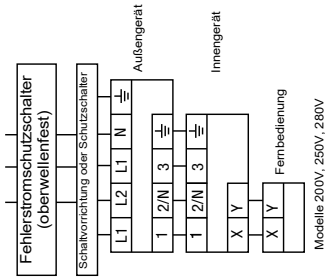 Fehlerstromschutzschalter
(oberwellenfest)
Schaltvorrichtung oder Schutzschalter
L1 L2 L1 N
Außengerät
1 2/N 3
1 2/N 3
Innengerät
X Y
X Y
Fernbedienung
Modelle 200V, 250V, 280V